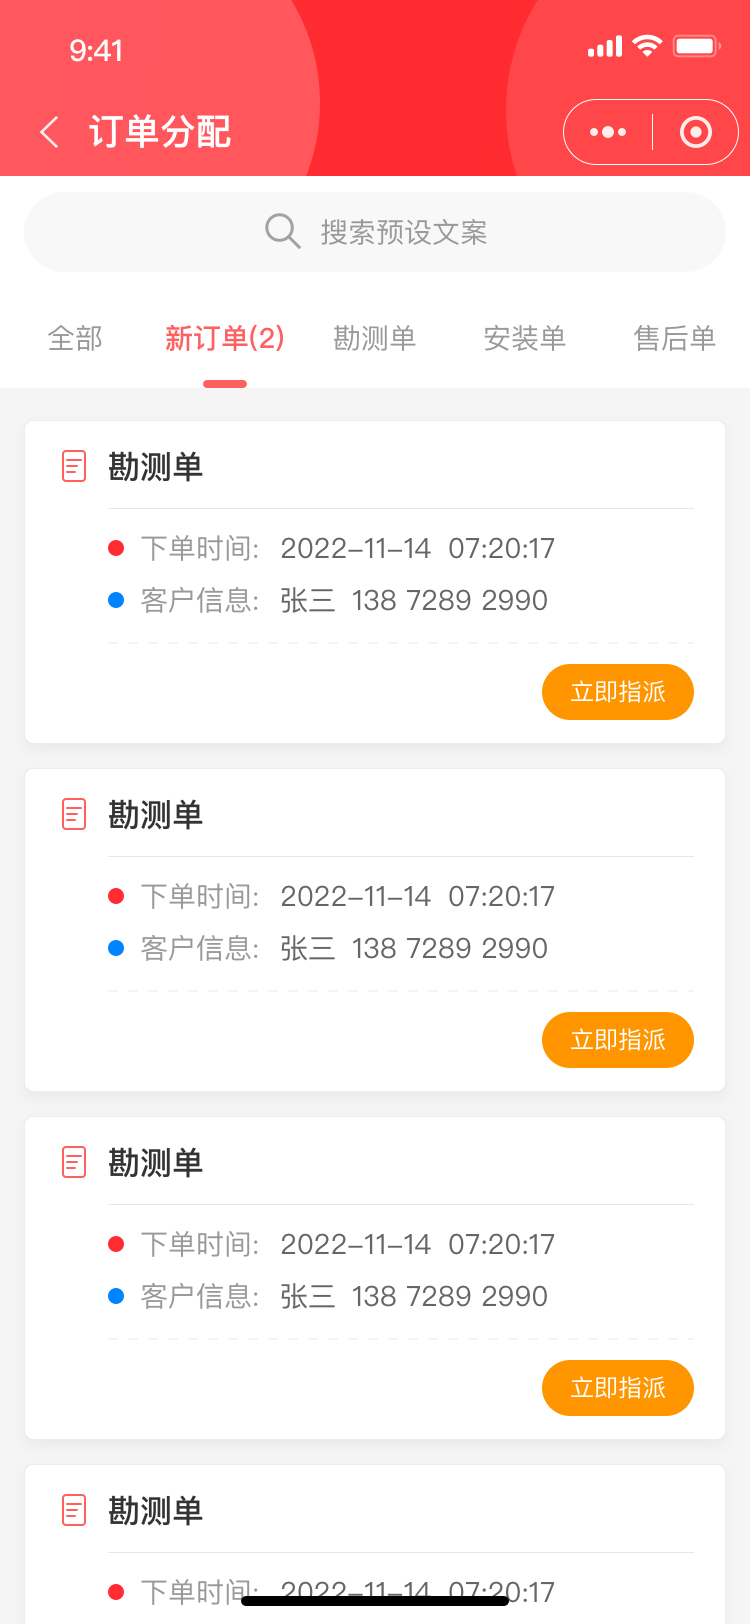 9:41
订单分配
搜索预设文案
全部 新订单(2) 勘测单 安装单 售后单
勘测单
下单时间: 2022-11-14 07:20:17
客户信息: 张三 138 7289 2990
立即指派
勘测单
下单时间: 2022-11-14 07:20:17
客户信息: 张三 138 7289 2990
立即指派
勘测单
下单时间: 2022-11-14 07:20:17
客户信息: 张三 138 7289 2990
立即指派
勘测单
下单时间: 2022-11-14 07:20:17